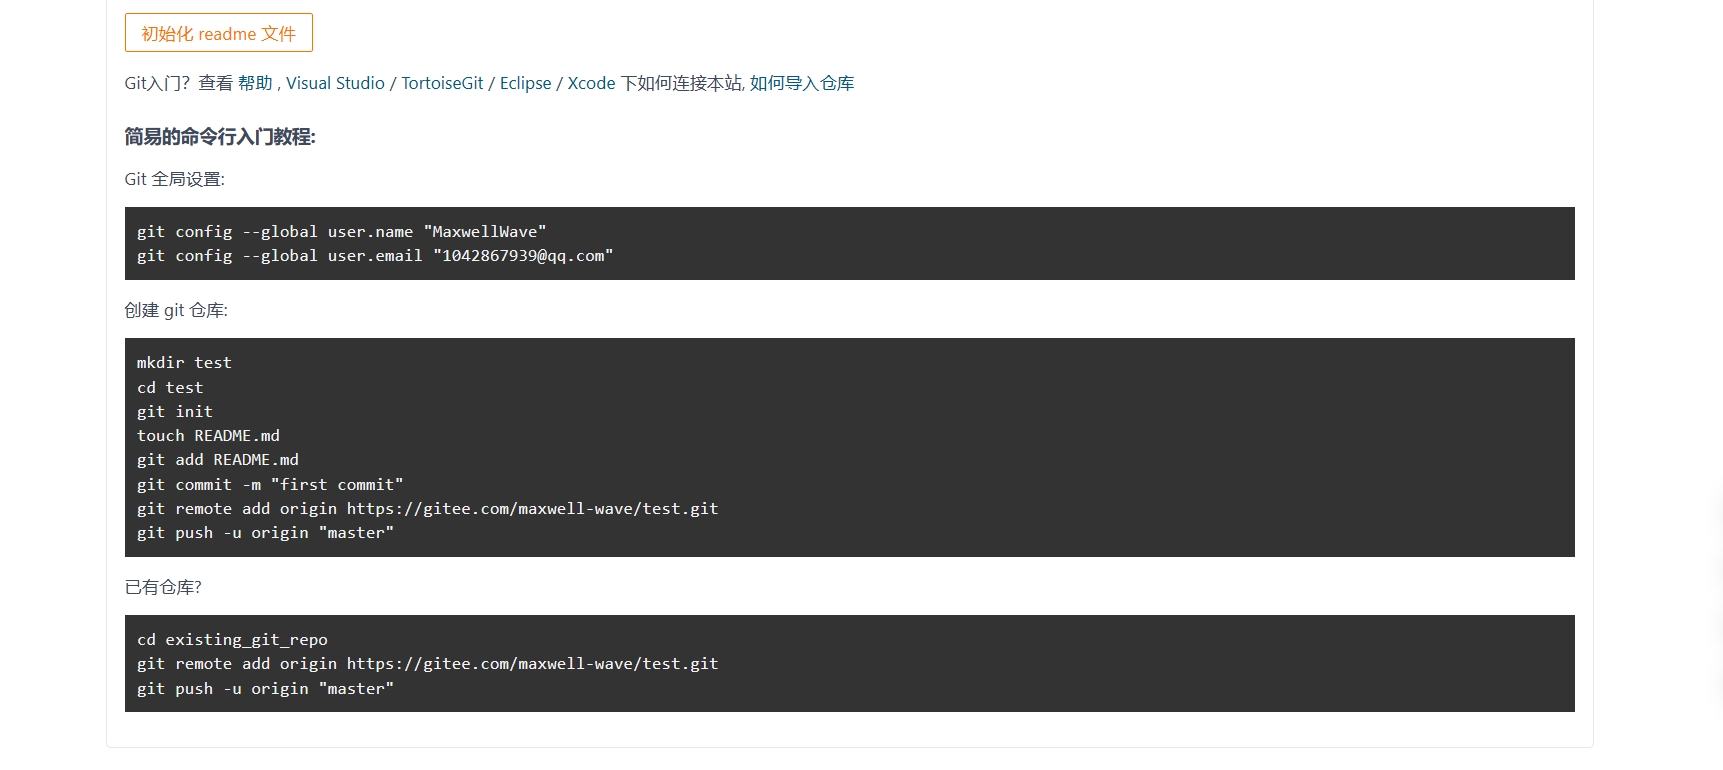 初始化 readme 文件
Git入门？查看 帮助 , Visual Studio / TortoiseGit / Eclipse / Xcode 下如何连接本站, 如何导入仓库
简易的命令行入门教程:
Git 全局设置:
git config --global user.name "MaxwellWave"
git config --global user.email "1042867939@qq.com"
创建 git 仓库:
mkdir test
cd test
git init
touch README.md
git add README.md
git commit -m "first commit"
git remote add origin https://gitee.com/maxwell-wave/test.git
git push -u origin "master"
已有仓库?
cd existing_git_repo
git remote add origin https://gitee.com/maxwell-wave/test.git
git push -u origin "master"